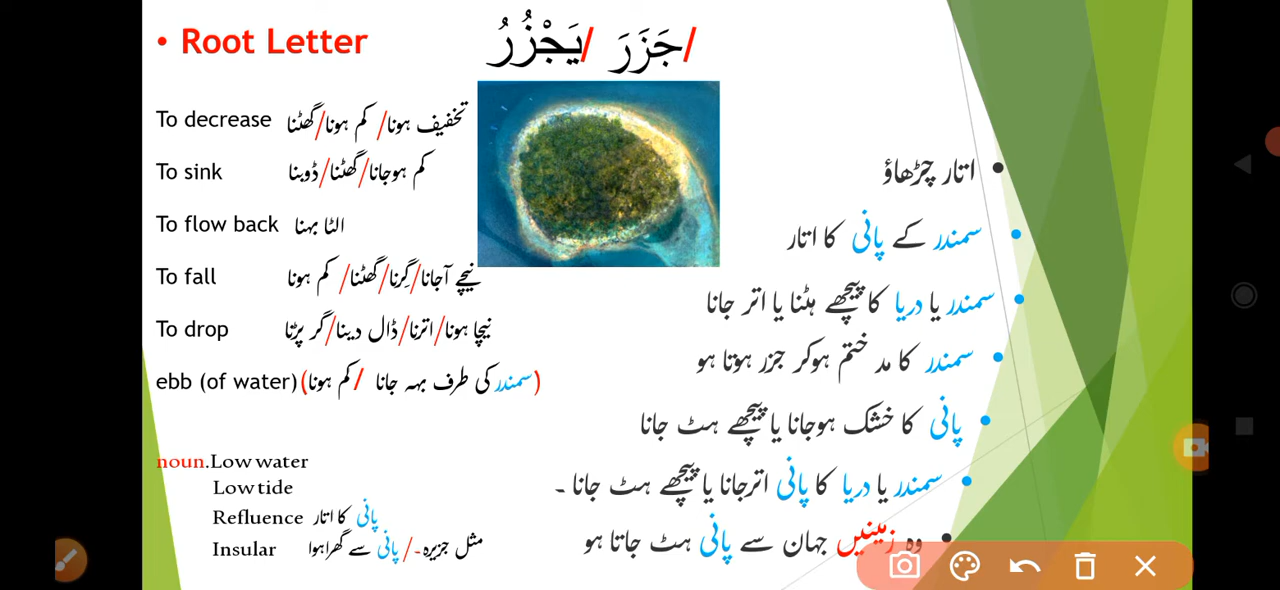 • Root Letter
جَزَرَ / يَجْزُرُ/
To decrease تخفیف ہونا/ کم ہونا/گھٹنا
To sink کم ہوجانا/گھٹنا/ڈوبنا
To flow back الٹا بہنا
To fall نیچے آجانا/گِرنا/گھٹنا/ کم ہونا
To drop نیچا ہونا/اترنا/ڈال دینا/گر پڑتا
ebb (of water) (سمندر کی طرف بہہ جانا / کم ہونا)
noun.Low water
Low tide
Refluence پانی کا اتار
Insular مثل جزیرہ-/پانی سے گھراہوا
• اتار چڑھاؤ
• سمندر کے پانی کا اتار
• سمندر یا دریا کا پیچھے ہٹنا یا اتر جانا
• سمندر کا مد ختم ہوکر جزر ہوتا ہو
• پانی کا خشک ہوجانا یا پیچھے ہٹ جانا
• سمندر یا دریا کا پانی اترجانا یا پیچھے ہٹ جانا ۔
• وہ زمینیں جہان سے پانی ہٹ جاتا ہو